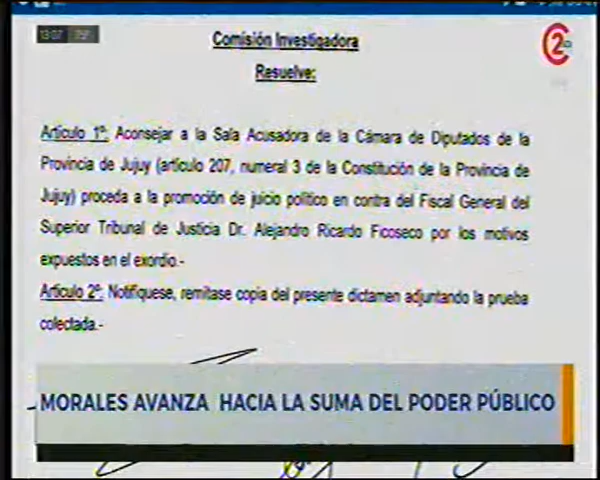 13:07
Comisión Investigadora
Resuelve:
Artículo 1º: Aconsejar a la Sala Acusadora de la Cámara de Diputados de la
Provincia de Jujuy (artículo 207, numeral 3 de la Constitución de la Provincia de
Jujuy) proceda a la promoción de juicio político en contra del Fiscal General del
Superior Tribunal de Justicia Dr. Alejandro Ricardo Ficoseco por los motivos
expuestos en el exordio.-
Artículo 2º: Notifíquese, remítase copia del presente dictamen adjuntando la prueba
colectada.-
MORALES AVANZA HACIA LA SUMA DEL PODER PÚBLICO